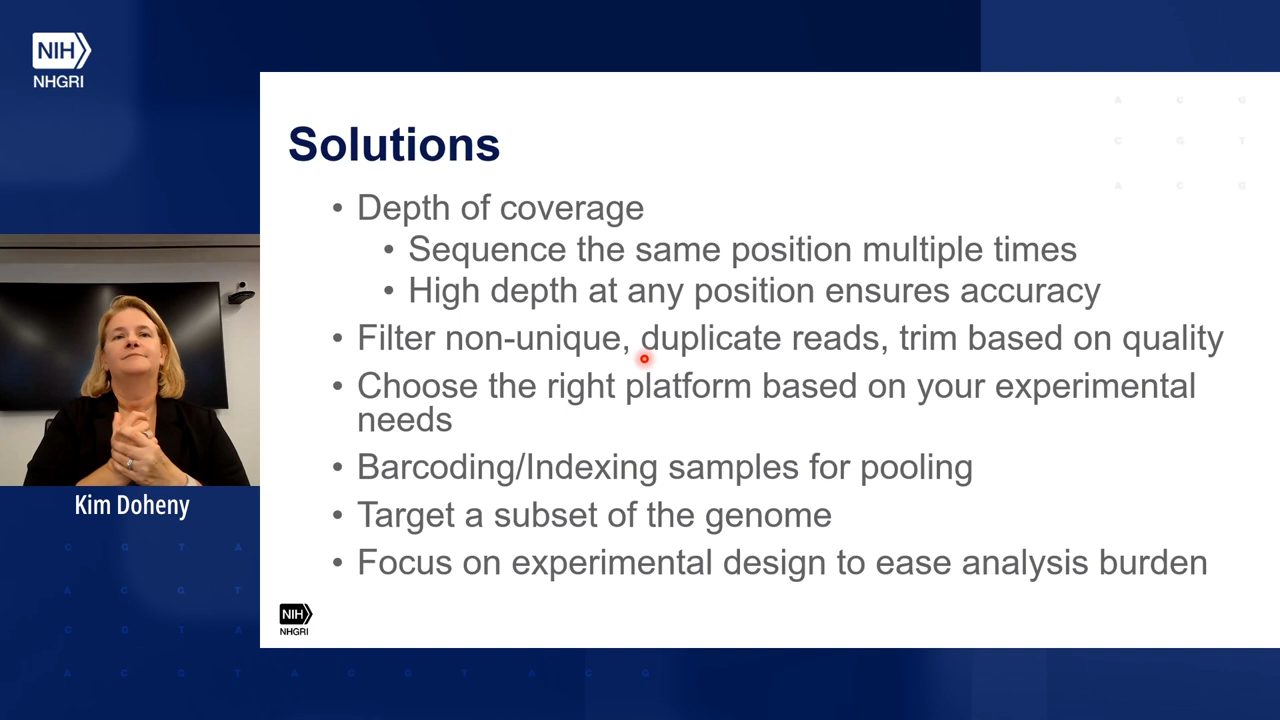 NIH
NHGRI
A C G
C G T
A C G
Solutions
• Depth of coverage
• Sequence the same position multiple times
• High depth at any position ensures accuracy
• Filter non-unique, duplicate reads, trim based on quality
• Choose the right platform based on your experimental
needs
• Barcoding/Indexing samples for pooling
• Target a subset of the genome
• Focus on experimental design to ease analysis burden
Kim Doheny
C G T A
A C G T
C G T A
NIH
NHGRI
A C G T A C G T A C G